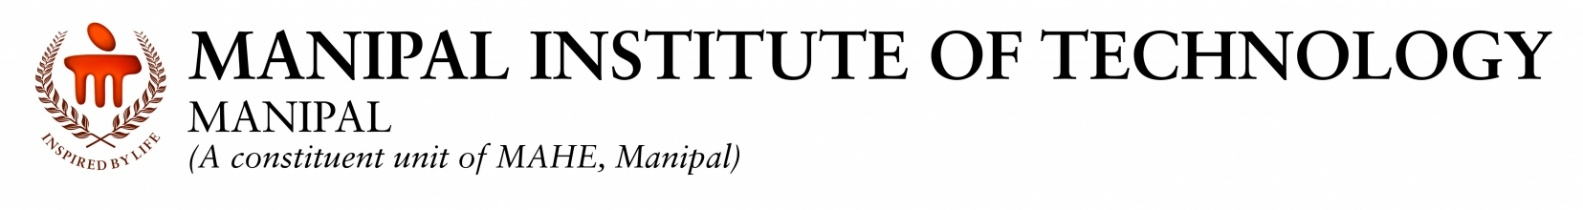 MANIPAL INSTITUTE OF TECHNOLOGY
MANIPAL
(A constituent unit of MAHE, Manipal)
INSPIRED BY LIFE